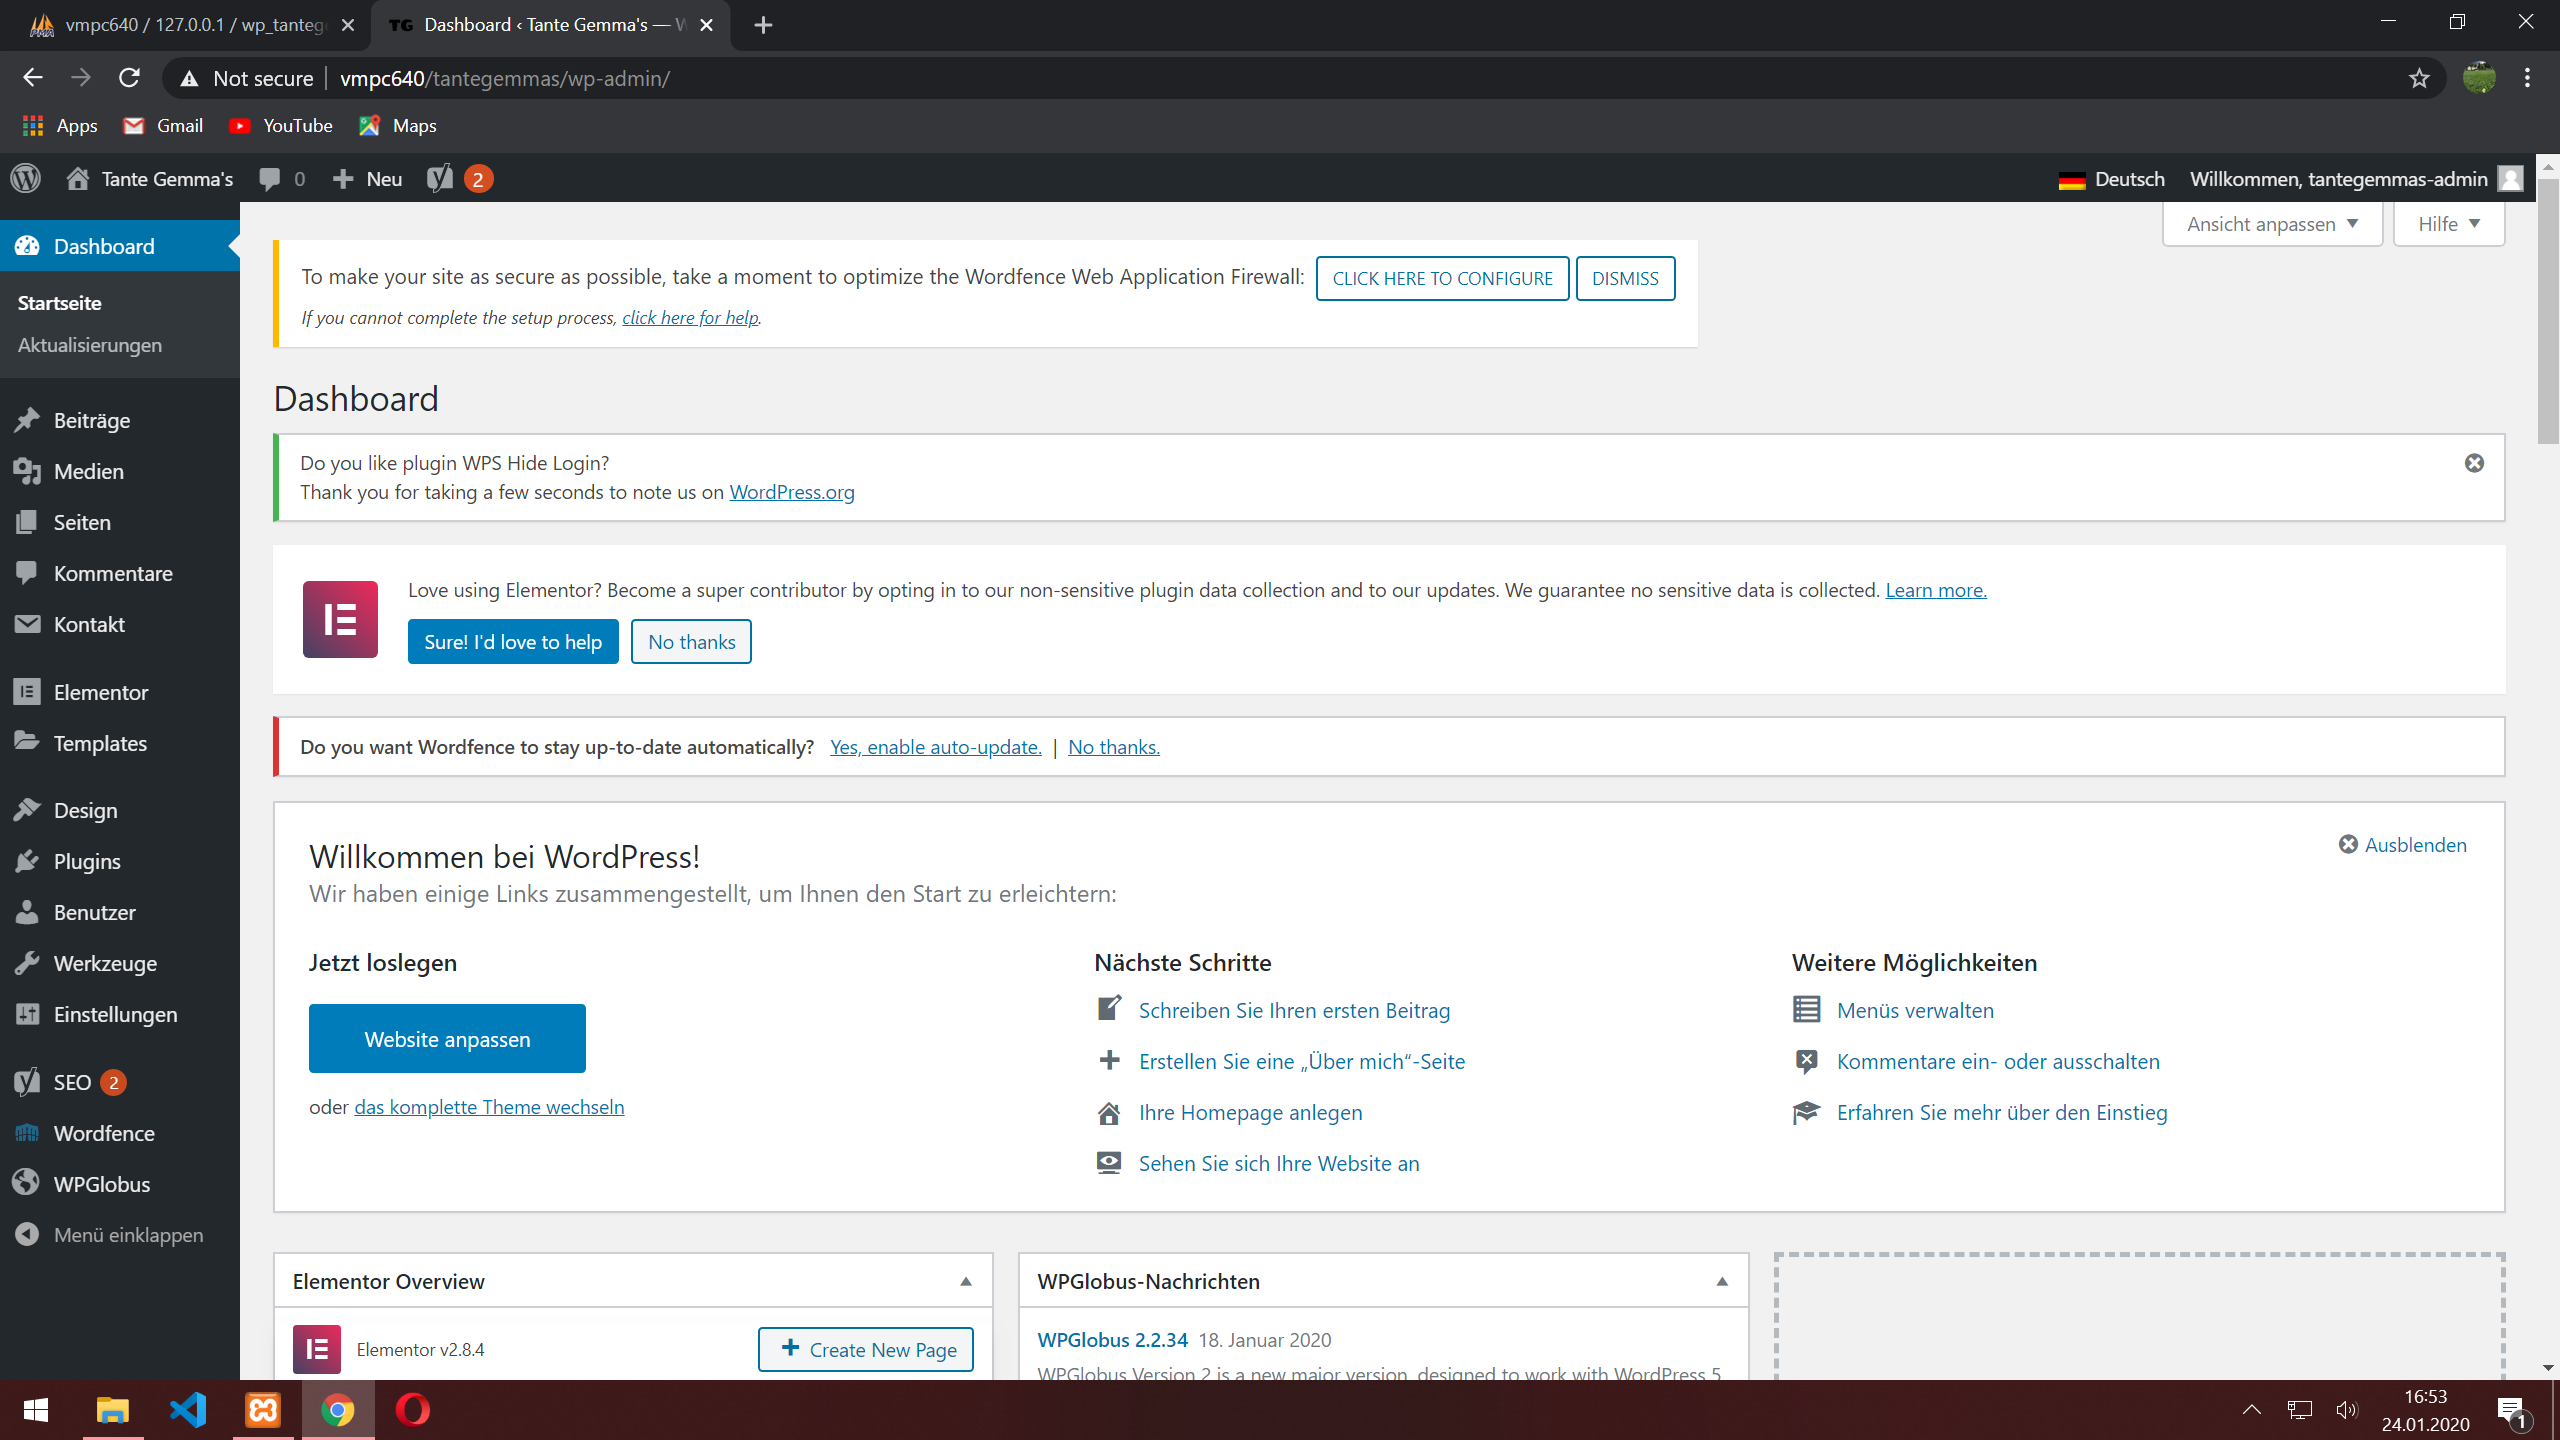 vmpc640 / 127.0.0.1 / wp_tanteg
TG Dashboard ‹ Tante Gemma's — W
Not secure vmpc640/tantegemmas/wp-admin/
Apps Gmail YouTube Maps
Tante Gemma's 0 Neu 2 Deutsch Willkommen, tantegemmas-admin
Ansicht anpassen Hilfe
Dashboard
Startseite
Aktualisierungen
Beiträge
Medien
Seiten
Kommentare
Kontakt
Elementor
Templates
Design
Plugins
Benutzer
Werkzeuge
Einstellungen
SEO 2
Wordfence
WPGlobus
Menü einklappen
To make your site as secure as possible, take a moment to optimize the Wordfence Web Application Firewall: CLICK HERE TO CONFIGURE DISMISS
If you cannot complete the setup process, click here for help.
Dashboard
Do you like plugin WPS Hide Login?
Thank you for taking a few seconds to note us on WordPress.org
Love using Elementor? Become a super contributor by opting in to our non-sensitive plugin data collection and to our updates. We guarantee no sensitive data is collected. Learn more.
Sure! I'd love to help No thanks
Do you want Wordfence to stay up-to-date automatically? Yes, enable auto-update. | No thanks.
Willkommen bei WordPress!
Ausblenden
Wir haben einige Links zusammengestellt, um Ihnen den Start zu erleichtern:
Jetzt loslegen
Website anpassen
oder das komplette Theme wechseln
Nächste Schritte
Schreiben Sie Ihren ersten Beitrag
Erstellen Sie eine „Über mich“-Seite
Ihre Homepage anlegen
Sehen Sie sich Ihre Website an
Weitere Möglichkeiten
Menüs verwalten
Kommentare ein- oder ausschalten
Erfahren Sie mehr über den Einstieg
Elementor Overview
Elementor v2.8.4
Create New Page
WPGlobus-Nachrichten
WPGlobus 2.2.34 18. Januar 2020
WPGlobus Version 2 is a new major version, designed to work with WordPress 5
16:53
24.01.2020
1